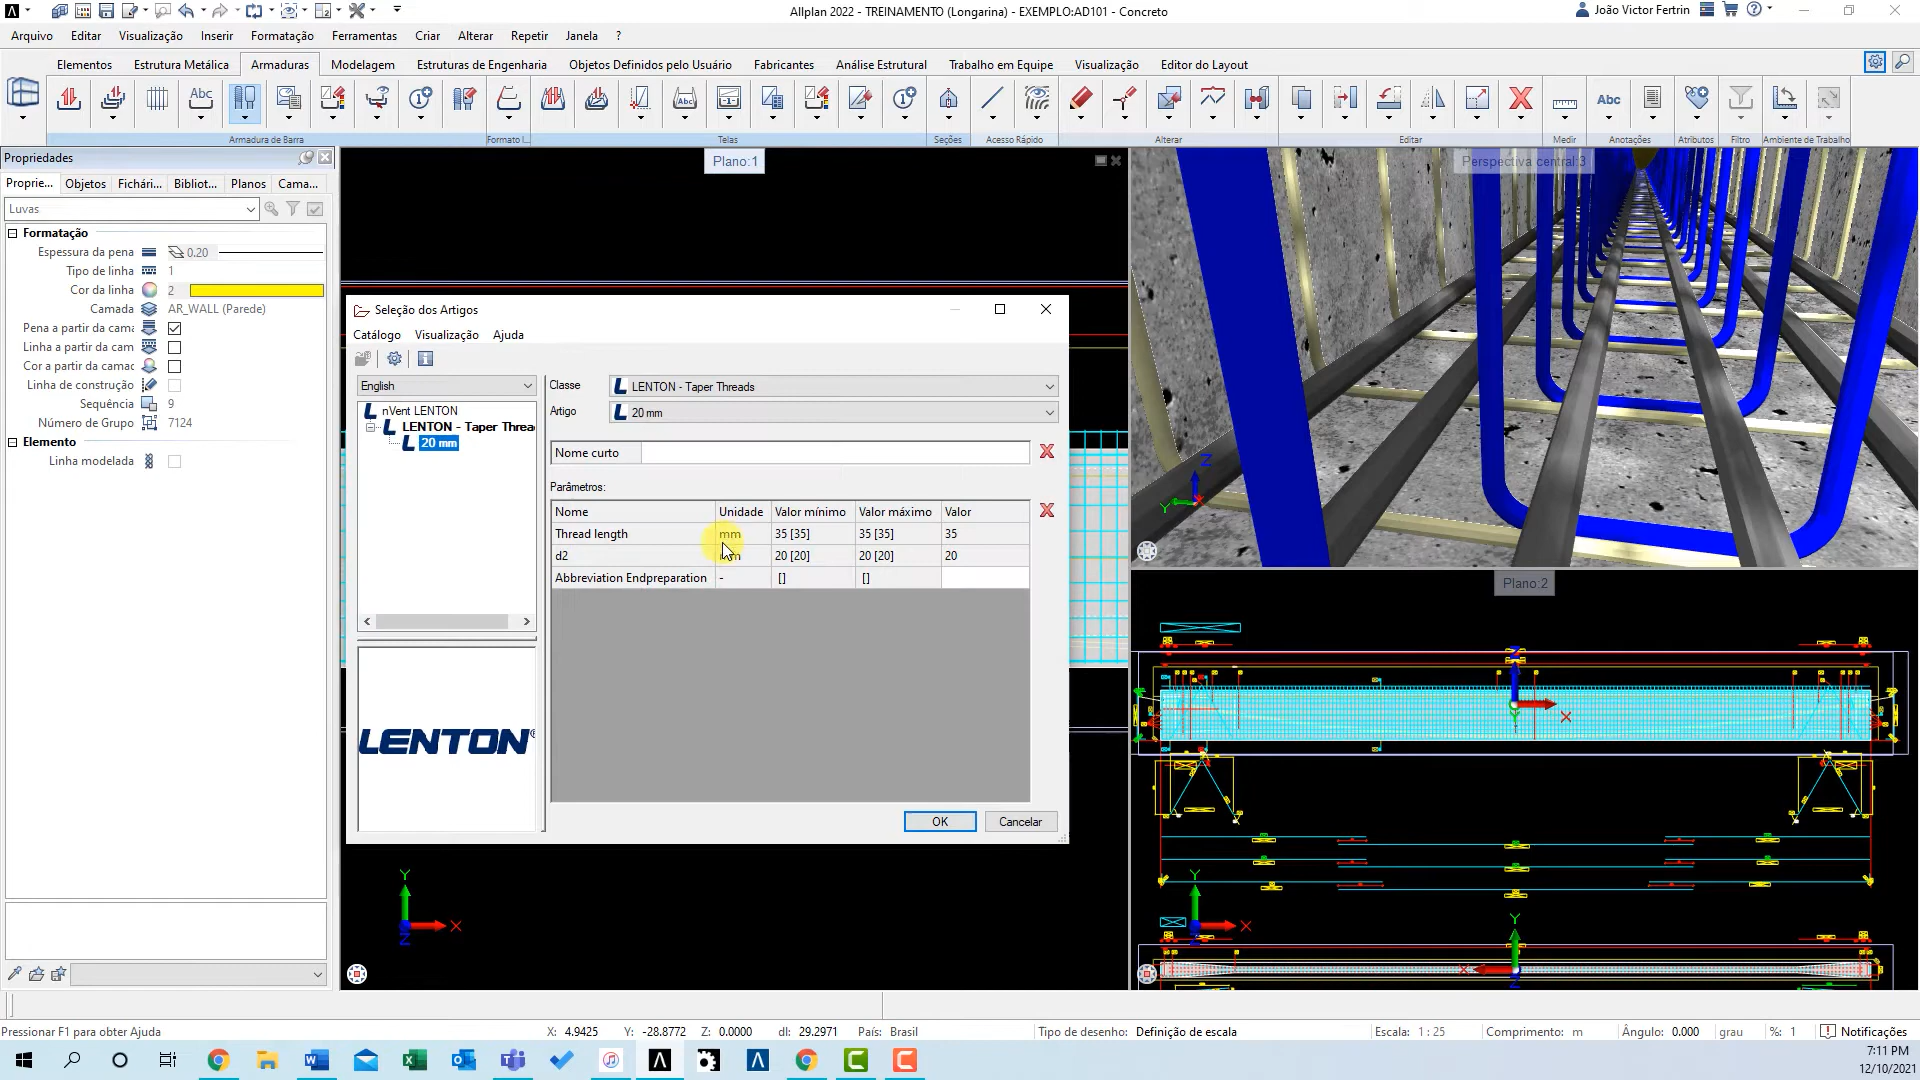 Allplan 2022 - TREINAMENTO (Longarina) - EXEMPLO:AD101 - Concreto
João Victor Fertrin
Arquivo Editar Visualização Inserir Formatação Ferramentas Criar Alterar Repetir Janela ?
Elementos Estrutura Metálica Armaduras Modelagem Estruturas de Engenharia Objetos Definidos pelo Usuário Fabricantes Análise Estrutural Trabalho em Equipe Visualização Editor do Layout
Abc Abc Abc
Armadura de Barra Formato I... Telas Seções Acesso Rápido Alterar Editar Medir Anotações Atributos Filtro Ambiente de Trabalho
Propriedades
Proprie... Objetos Fichári... Bibliot... Planos Cama...
Luvas
Formatação
Espessura da pena 0.20
Tipo de linha 1
Cor da linha 2
Camada AR_WALL (Parede)
Pena a partir da cama
Linha a partir da cam
Cor a partir da camac
Linha de construção
Sequência 9
Número de Grupo 7124
Elemento
Linha modelada
Plano:1
Perspectiva central:3
Plano:2
Seleção dos Artigos
Catálogo Visualização Ajuda
English
nVent LENTON
LENTON - Taper Threa
20 mm
LENTON®
Classe LENTON - Taper Threads
Artigo 20 mm
Nome curto
Parâmetros:
Nome Unidade Valor mínimo Valor máximo Valor
Thread length mm 35 [35] 35 [35] 35
d2 mm 20 [20] 20 [20] 20
Abbreviation Endpreparation - [] []
OK Cancelar
Z
Y X
Z
X
Y
Y
X
Z
Y
X
Z
Y
X
Z
Pressionar F1 para obter Ajuda X: 4.9425 Y: -28.8772 Z: 0.0000 dl: 29.2971 País: Brasil Tipo de desenho: Definição de escala Escala: 1 : 25 Comprimento: m Ângulo: 0.000 grau %: 1 Notificações
7:11 PM
12/10/2021